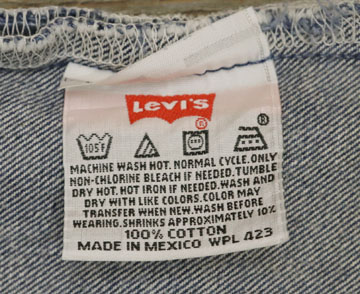 Levi's
®
105F
®
MACHINE WASH HOT. NORMAL CYCLE. ONLY
NON-CHLORINE BLEACH IF NEEDED. TUMBLE
DRY HOT. HOT IRON IF NEEDED. WASH AND
DRY WITH LIKE COLORS. COLOR MAY
TRANSFER WHEN NEW. WASH BEFORE
WEARING. SHRINKS APPROXIMATELY 10%
100% COTTON
MADE IN MEXICO WPL 423